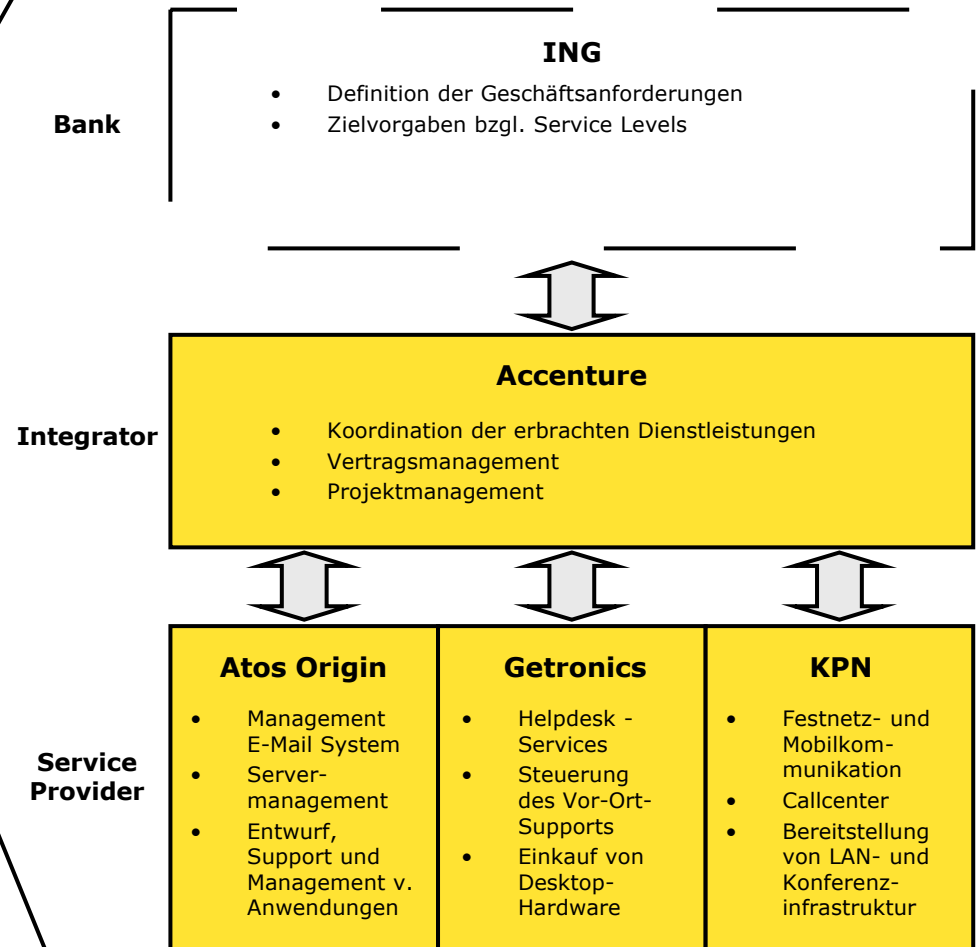 ING
• Definition der Geschäftsanforderungen
• Zielvorgaben bzgl. Service Levels
Bank
Accenture
• Koordination der erbrachten Dienstleistungen
• Vertragsmanagement
• Projektmanagement
Integrator
Service
Provider
Atos Origin
• Management
E-Mail System
• Server-
management
• Entwurf,
Support und
Management v.
Anwendungen
Getronics
• Helpdesk -
Services
• Steuerung
des Vor-Ort-
Supports
• Einkauf von
Desktop-
Hardware
KPN
• Festnetz- und
Mobilkom-
munikation
• Callcenter
• Bereitstellung
von LAN- und
Konferenz-
infrastruktur